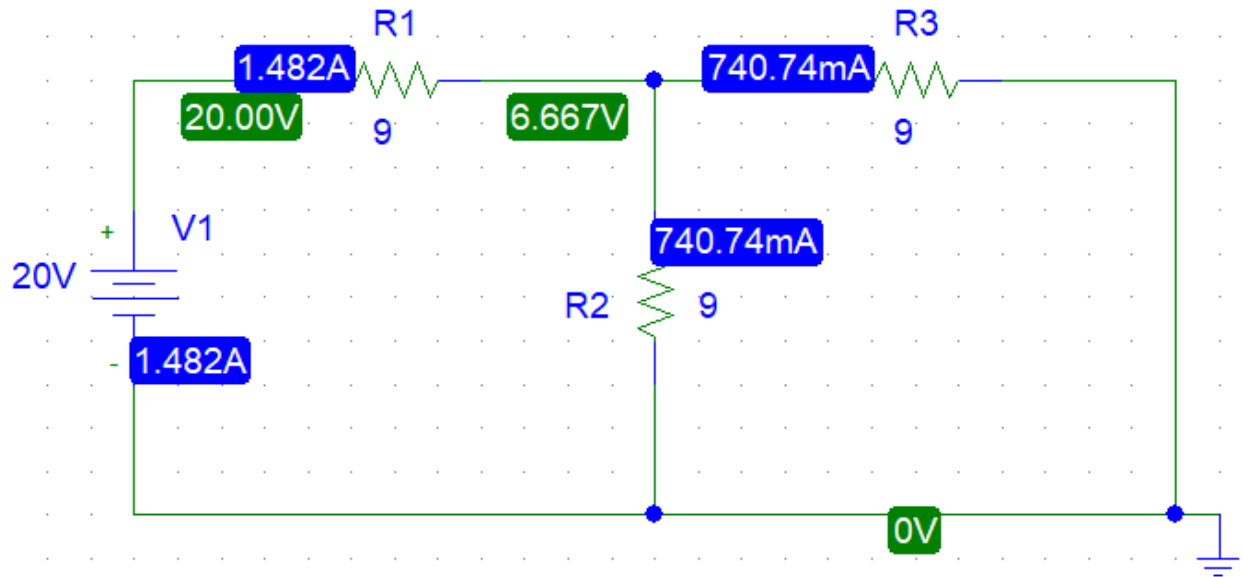 R1
R3
1.482A
740.74mA
20.00V
6.667V
9
9
+
V1
740.74mA
20V
R2
9
-
1.482A
0V